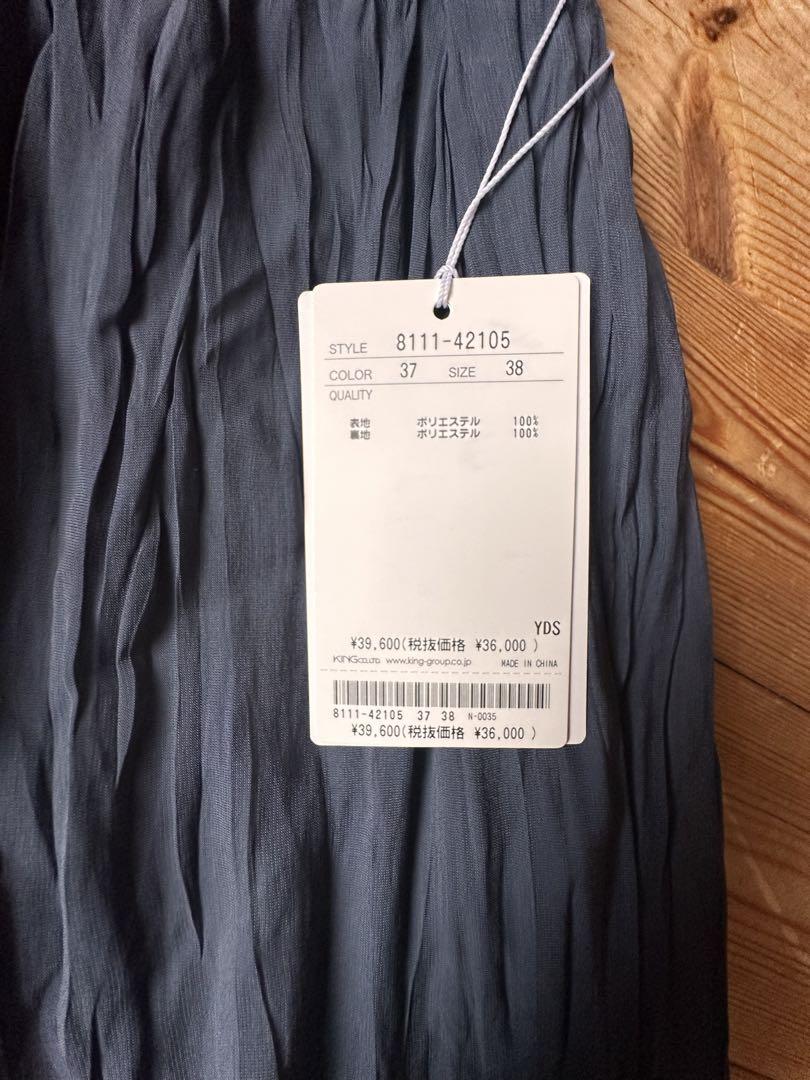 STYLE 8111-42105
COLOR 37 SIZE 38
QUALITY
表地 ポリエステル 100%
裏地 ポリエステル 100%
YDS
¥39,600(税抜価格 ¥36,000 )
KING CO.,LTD. www.king-group.co.jp MADE IN CHINA
8111-42105 37 38 N-0035
¥39,600(税抜価格 ¥36,000 )